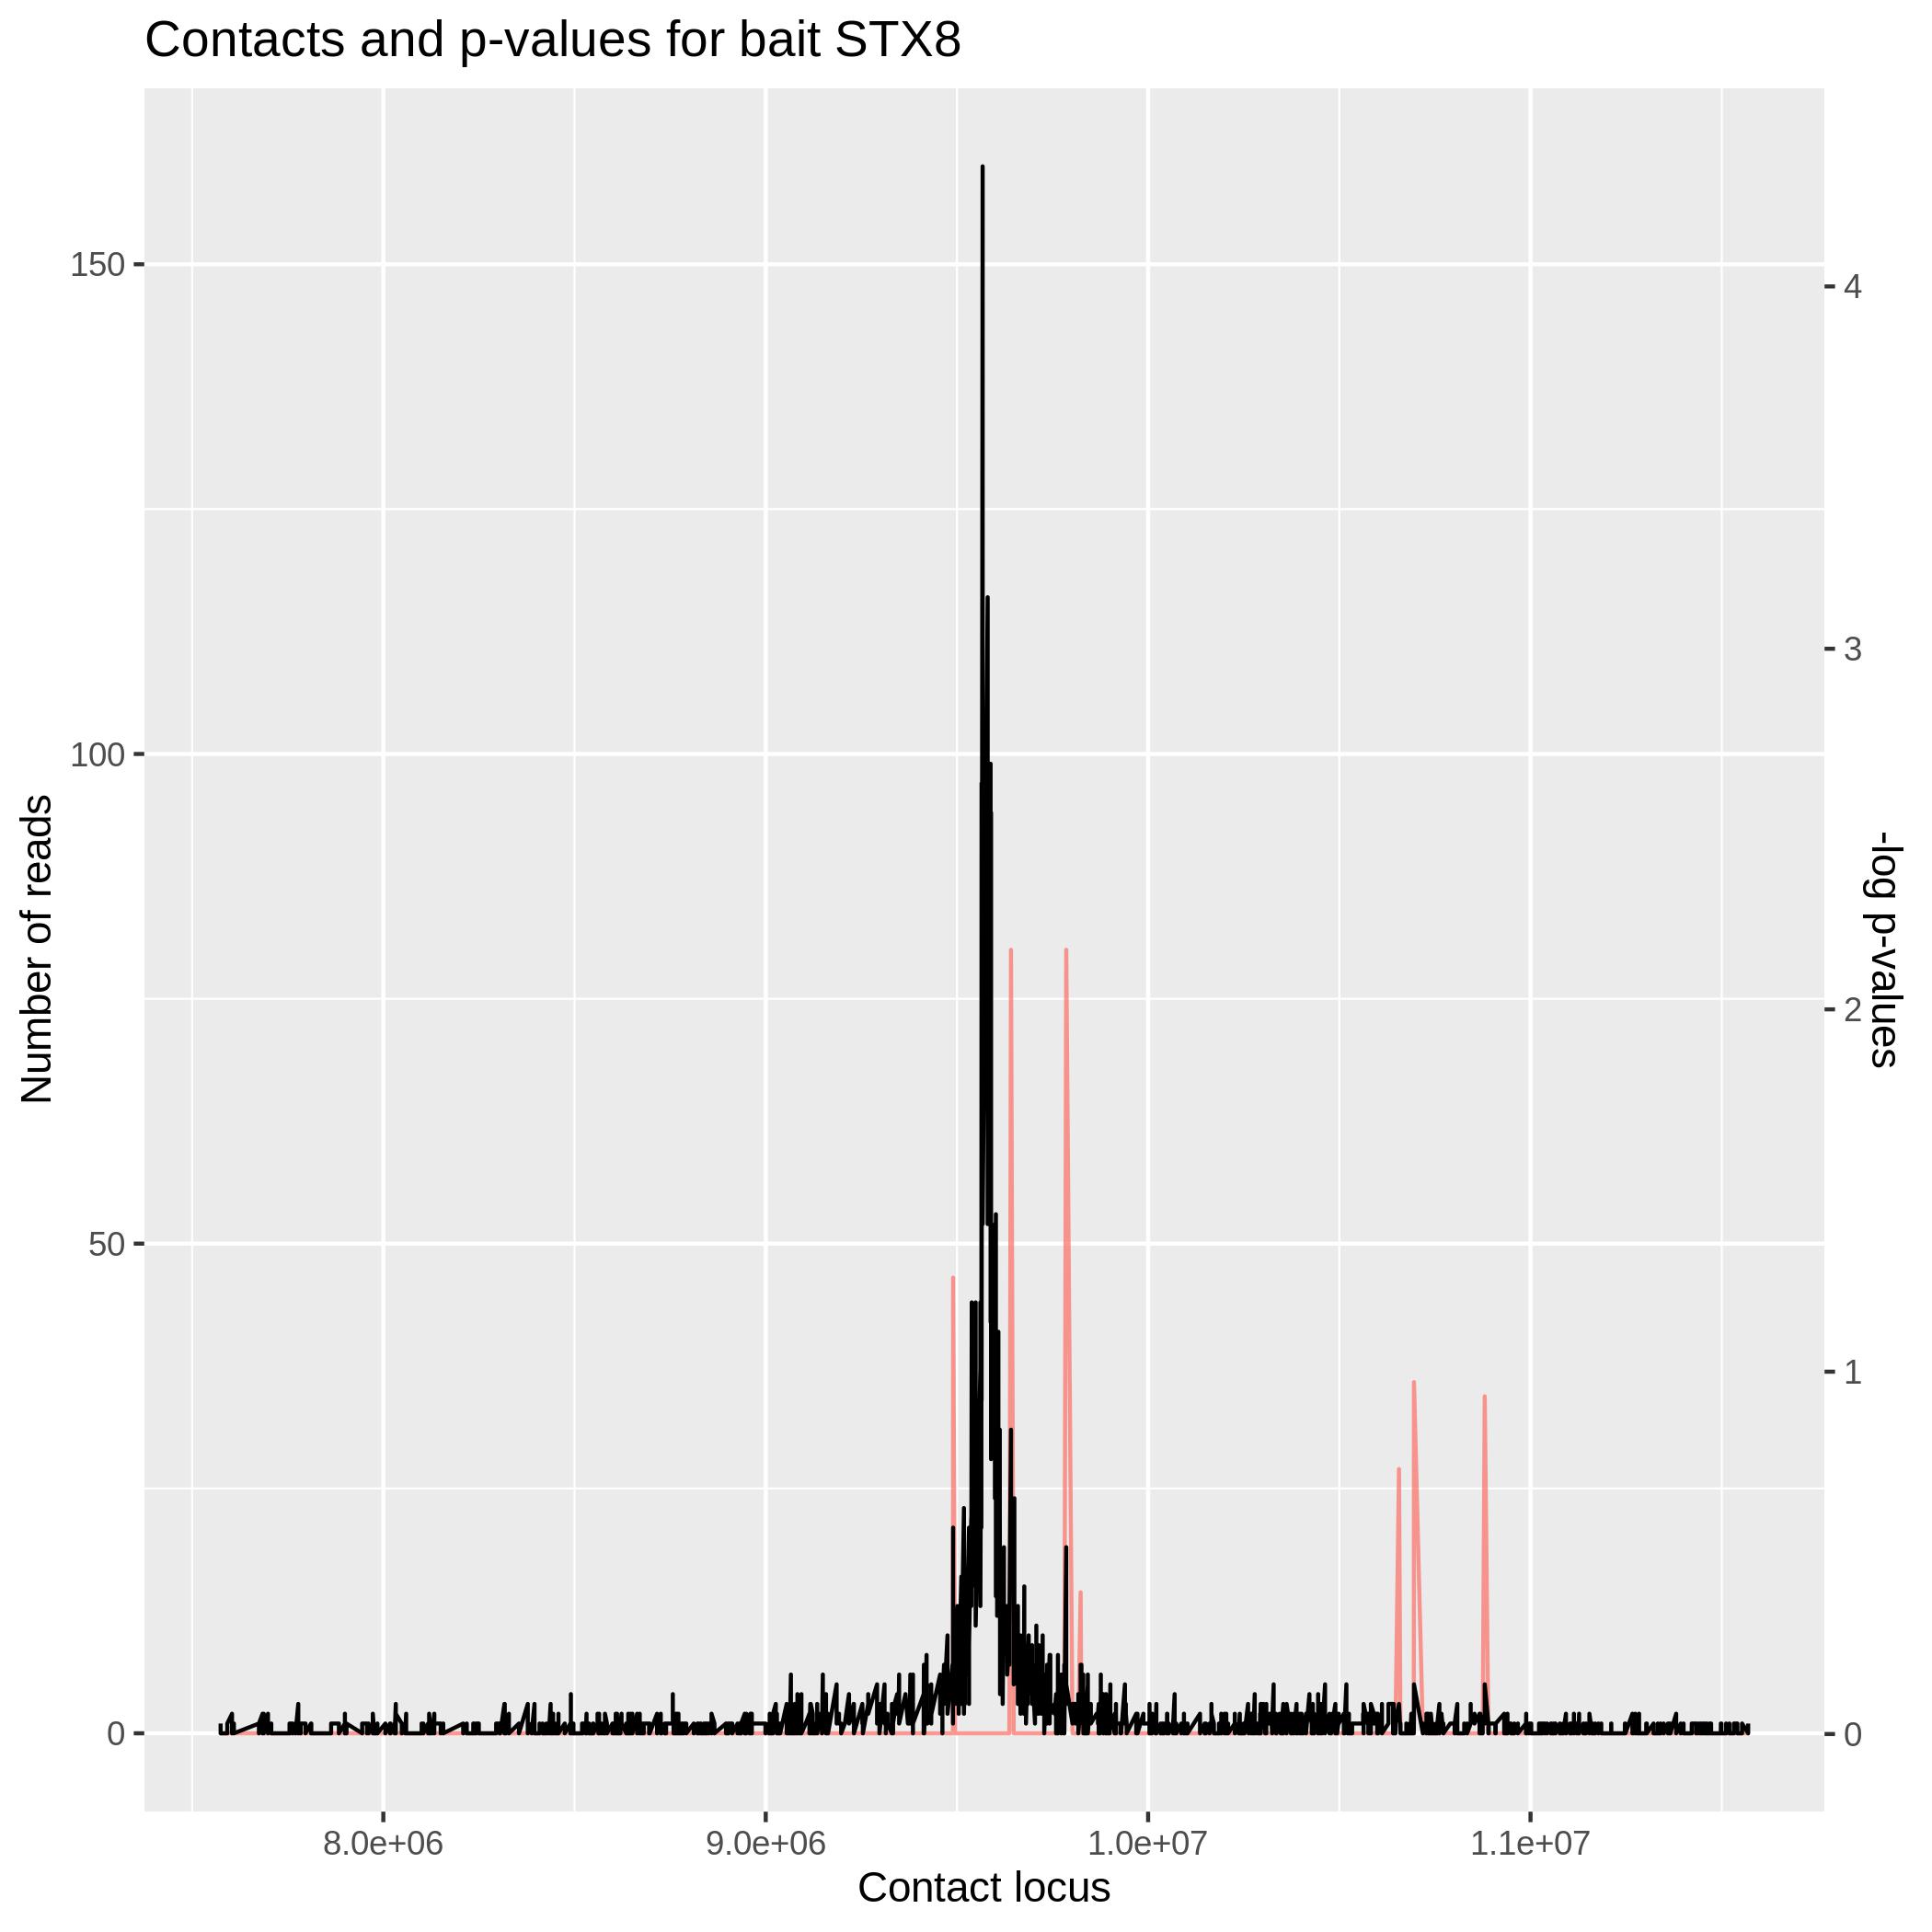 Contacts and p-values for bait STX8
150
100
50
0
Number of reads
4
3
2
1
0
-log p-values
8.0e+06
9.0e+06
1.0e+07
1.1e+07
Contact locus